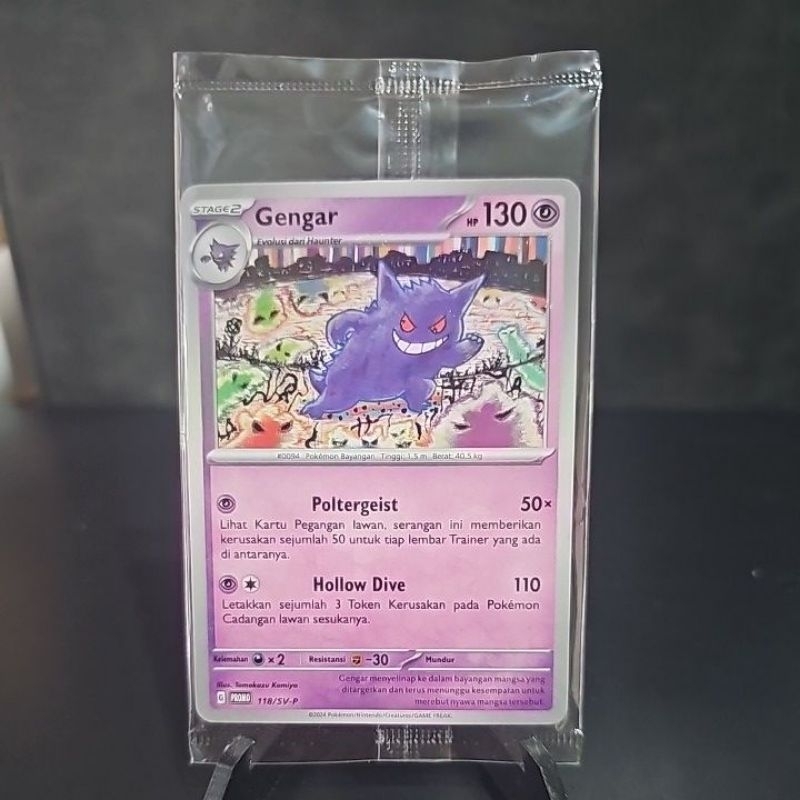 STAGE2 Gengar HP 130
Evolusi dari Haunter
#0094 Pokémon Bayangan Tinggi: 1.5 m Berat: 40.5 kg
Poltergeist 50×
Lihat Kartu Pegangan lawan, serangan ini memberikan
kerusakan sejumlah 50 untuk tiap lembar Trainer yang ada
di antaranya.
Hollow Dive 110
Letakkan sejumlah 3 Token Kerusakan pada Pokémon
Cadangan lawan sesukanya.
Kelemahan ×2 Resistansi -30 Mundur
Illus. Tomokazu Komiya
Gengar menyelinap ke dalam bayangan mangsa yang
ditargetkan dan terus menunggu kesempatan untuk
merebut nyawa mangsa tersebut.
G PROMO 118/SV-P
©2024 Pokémon/Nintendo/Creatures/GAME FREAK.